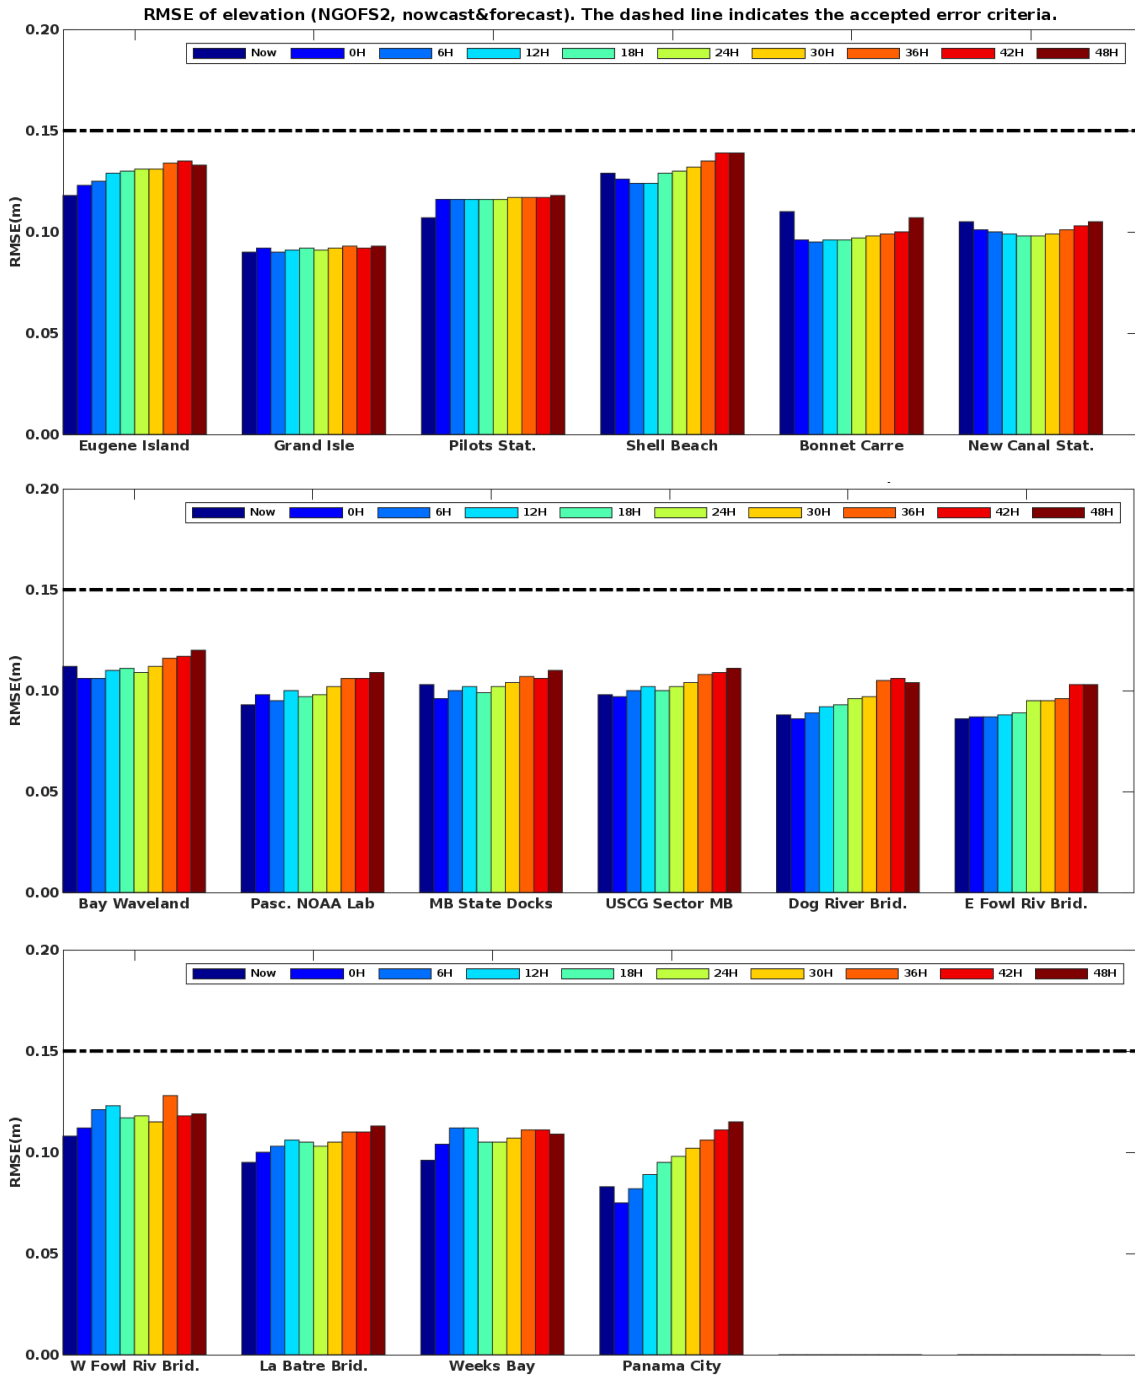 RMSE of elevation (NGOFS2, nowcast&forecast). The dashed line indicates the accepted error criteria.
0.20
Now 0H 6H 12H 18H 24H 30H 36H 42H 48H
0.15
0.10
RMSE(m)
0.05
0.00
Eugene Island Grand Isle Pilots Stat. Shell Beach Bonnet Carre New Canal Stat.
0.20
Now 0H 6H 12H 18H 24H 30H 36H 42H 48H
0.15
0.10
RMSE(m)
0.05
0.00
Bay Waveland Pasc. NOAA Lab MB State Docks USCG Sector MB Dog River Brid. E Fowl Riv Brid.
0.20
Now 0H 6H 12H 18H 24H 30H 36H 42H 48H
0.15
0.10
RMSE(m)
0.05
0.00
W Fowl Riv Brid. La Batre Brid. Weeks Bay Panama City